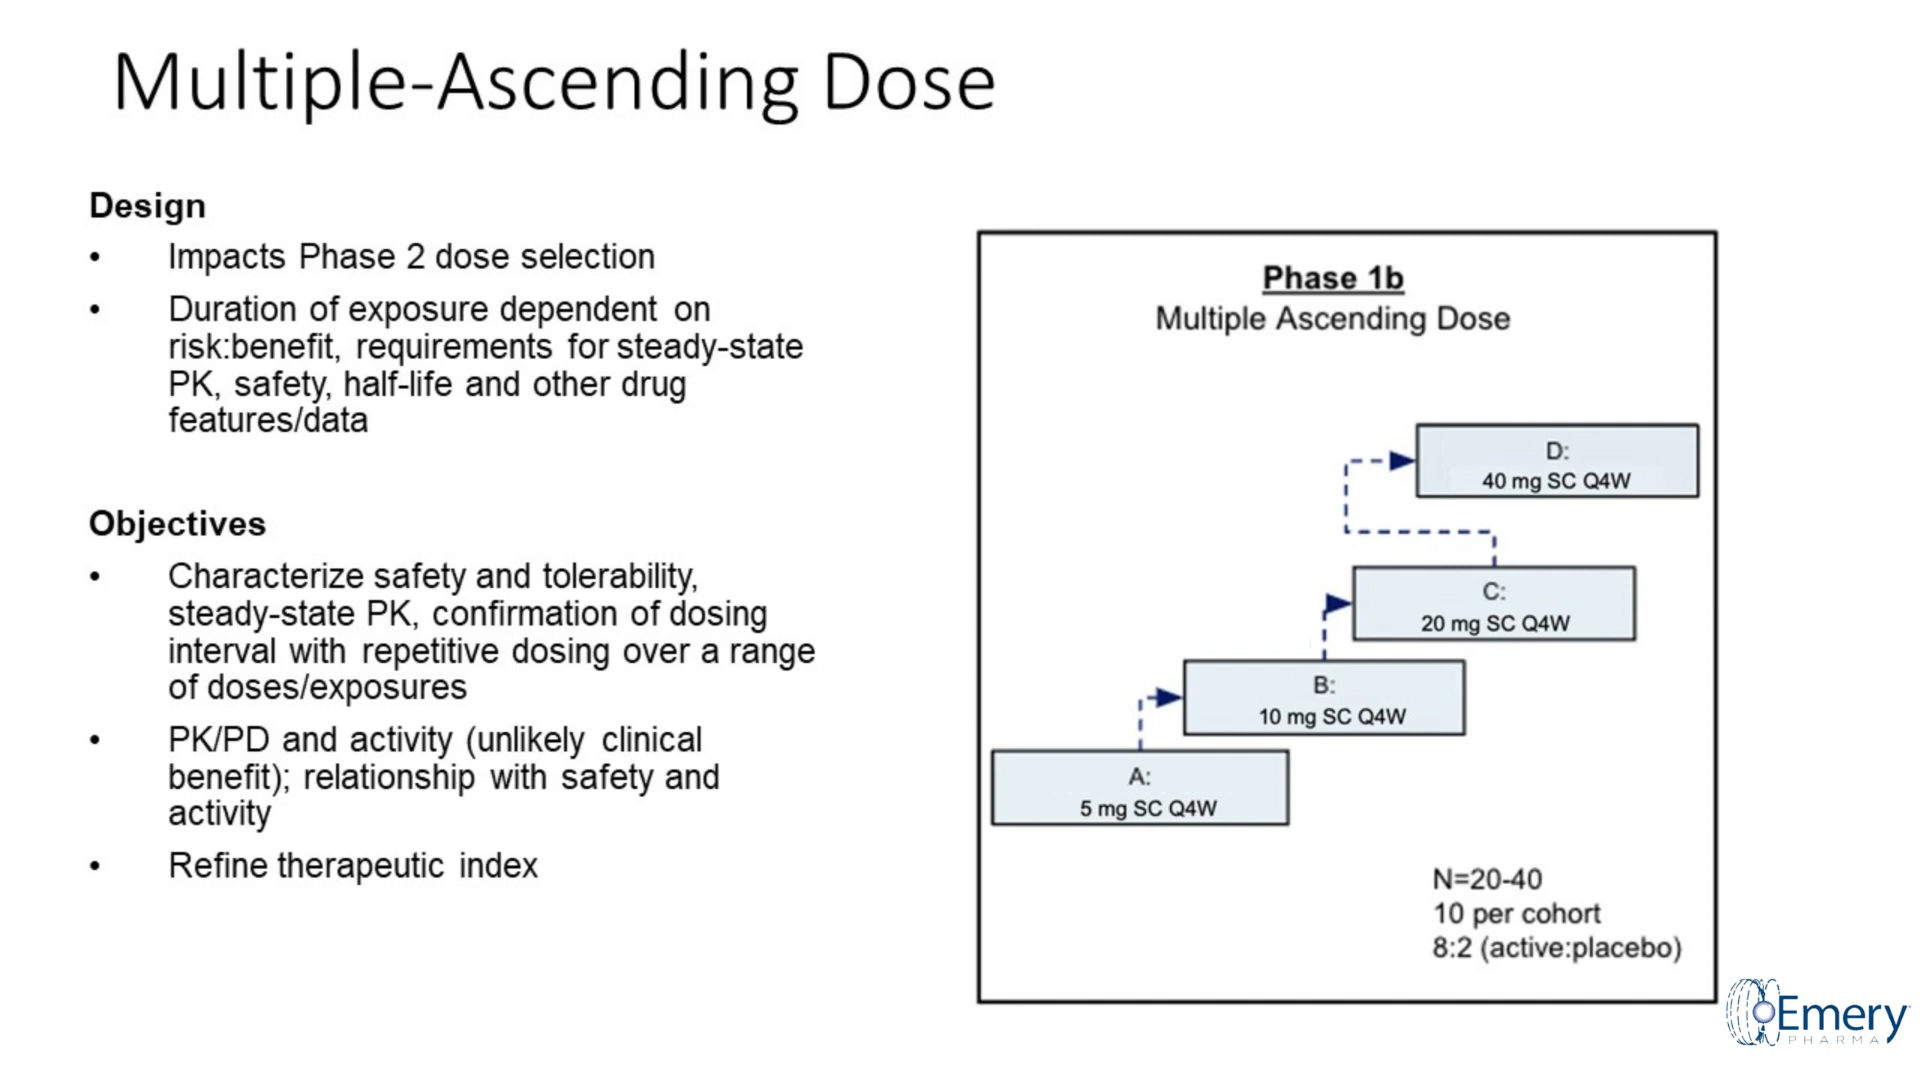 Multiple-Ascending Dose
Design
• Impacts Phase 2 dose selection
• Duration of exposure dependent on
risk:benefit, requirements for steady-state
PK, safety, half-life and other drug
features/data
Objectives
• Characterize safety and tolerability,
steady-state PK, confirmation of dosing
interval with repetitive dosing over a range
of doses/exposures
• PK/PD and activity (unlikely clinical
benefit); relationship with safety and
activity
• Refine therapeutic index
Phase 1b
Multiple Ascending Dose
D:
40 mg SC Q4W
C:
20 mg SC Q4W
B:
10 mg SC Q4W
A:
5 mg SC Q4W
N=20-40
10 per cohort
8:2 (active:placebo)
Emery
PHARMA